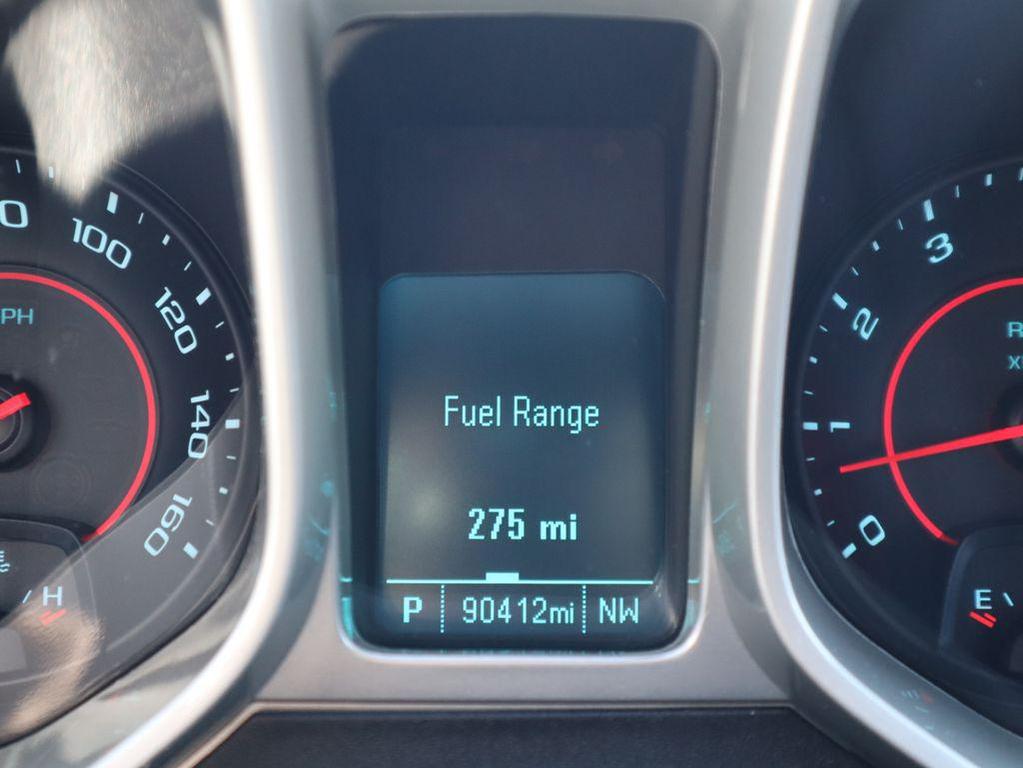 100
120
140
160
PH
H
Fuel Range
275 mi
P 90412mi NW
3
2
1
0
E